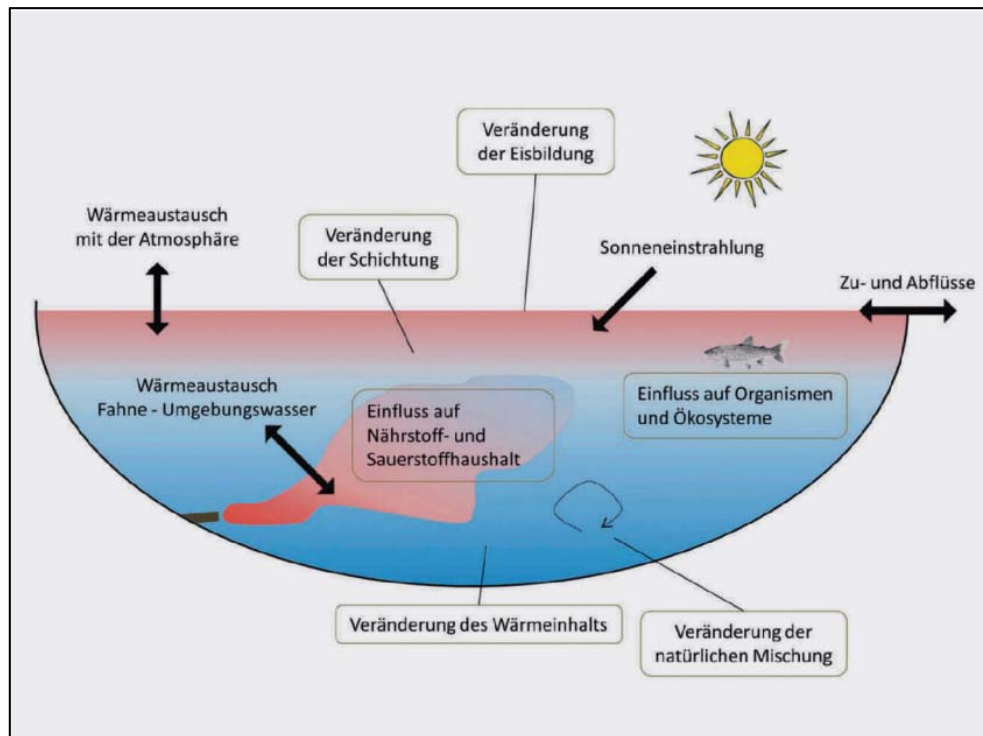 Veränderung
der Eisbildung
Wärmeaustausch
mit der Atmosphäre
Veränderung
der Schichtung
Sonneneinstrahlung
Zu- und Abflüsse
Wärmeaustausch
Fahne - Umgebungswasser
Einfluss auf
Nährstoff- und
Sauerstoffhaushalt
Einfluss auf Organismen
und Ökosysteme
Veränderung des Wärmeinhalts
Veränderung der
natürlichen Mischung